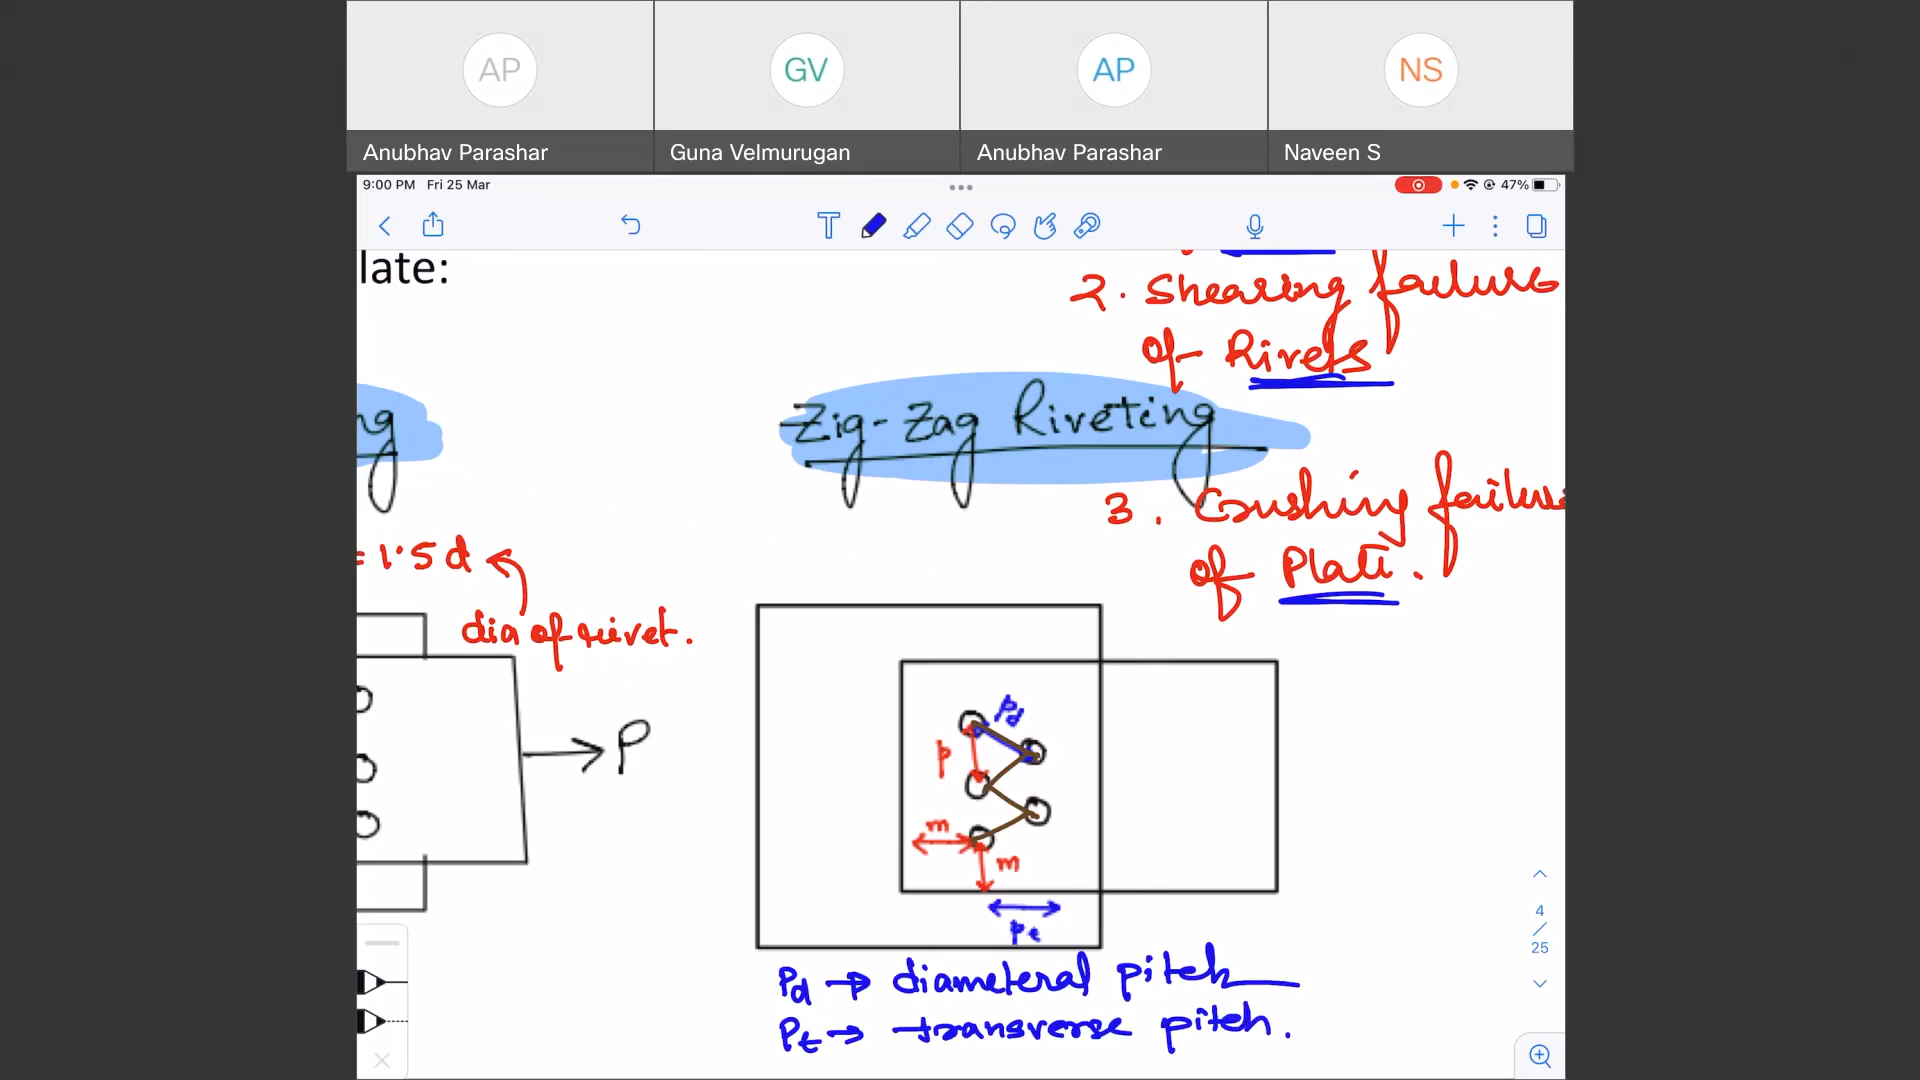 AP
GV
AP
NS
Anubhav Parashar
Guna Velmurugan
Anubhav Parashar
Naveen S
9:00 PM Fri 25 Mar
47%
late:
2. Shearing failure
of Rivets
ng
Zig-Zag Riveting
3. Crushing failure
of Plate.
= 1.5 d
dia of rivet.
P
Pd
p
m
m
Pt
4
/
25
Pd → diameteral pitch
Pt → transverse pitch.